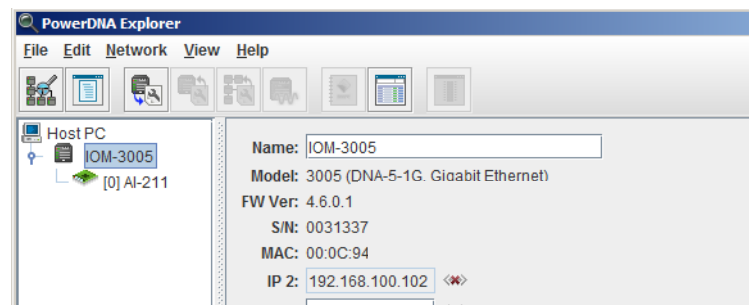 PowerDNA Explorer
File Edit Network View Help
Host PC
IOM-3005
[0] AI-211
Name: IOM-3005
Model: 3005 (DNA-5-1G, Gigabit Ethernet)
FW Ver: 4.6.0.1
S/N: 0031337
MAC: 00:0C:94
IP 2: 192.168.100.102